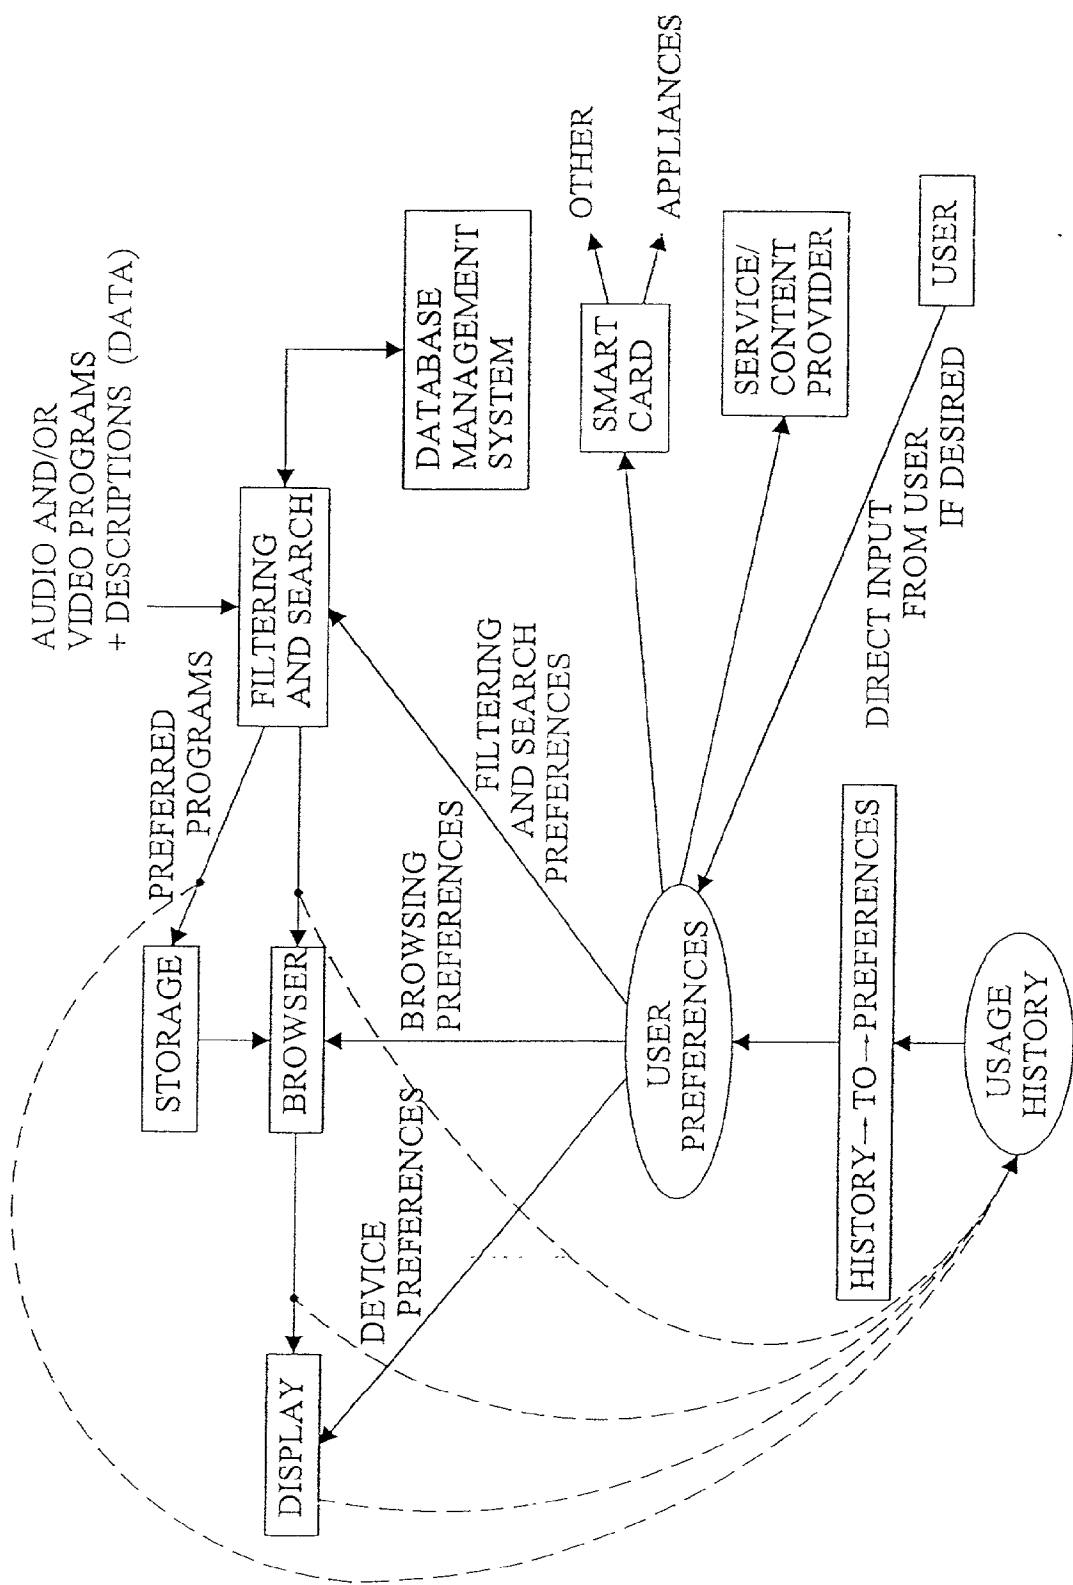 AUDIO AND/OR
VIDEO PROGRAMS
+ DESCRIPTIONS (DATA)
PREFERRED
PROGRAMS
STORAGE
FILTERING
AND SEARCH
BROWSER
DISPLAY
DATABASE
MANAGEMENT
SYSTEM
DEVICE
PREFERENCES
BROWSING
PREFERENCES
FILTERING
AND SEARCH
PREFERENCES
OTHER
APPLIANCES
SMART
CARD
USER
PREFERENCES
SERVICE/
CONTENT
PROVIDER
DIRECT INPUT
FROM USER
IF DESIRED
USER
HISTORY→TO→PREFERENCES
USAGE
HISTORY